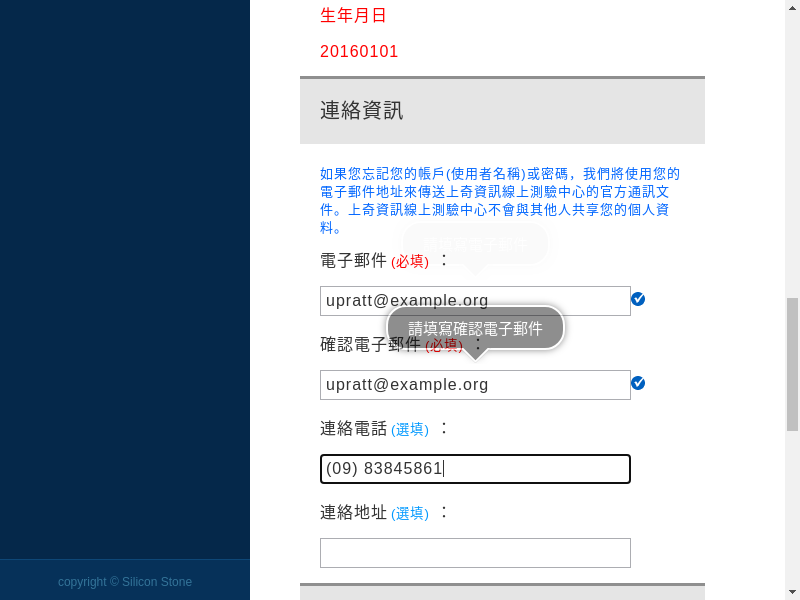 生年月日
20160101
連絡資訊
如果您忘記您的帳戶(使用者名稱)或密碼，我們將使用您的
電子郵件地址來傳送上奇資訊線上測驗中心的官方通訊文
件。上奇資訊線上測驗中心不會與其他人共享您的個人資
料。
電子郵件 (必填) ：
upratt@example.org
請填寫確認電子郵件
確認電子郵件 (必填) ：
upratt@example.org
連絡電話 (選填) ：
(09) 83845861
連絡地址 (選填) ：
copyright © Silicon Stone